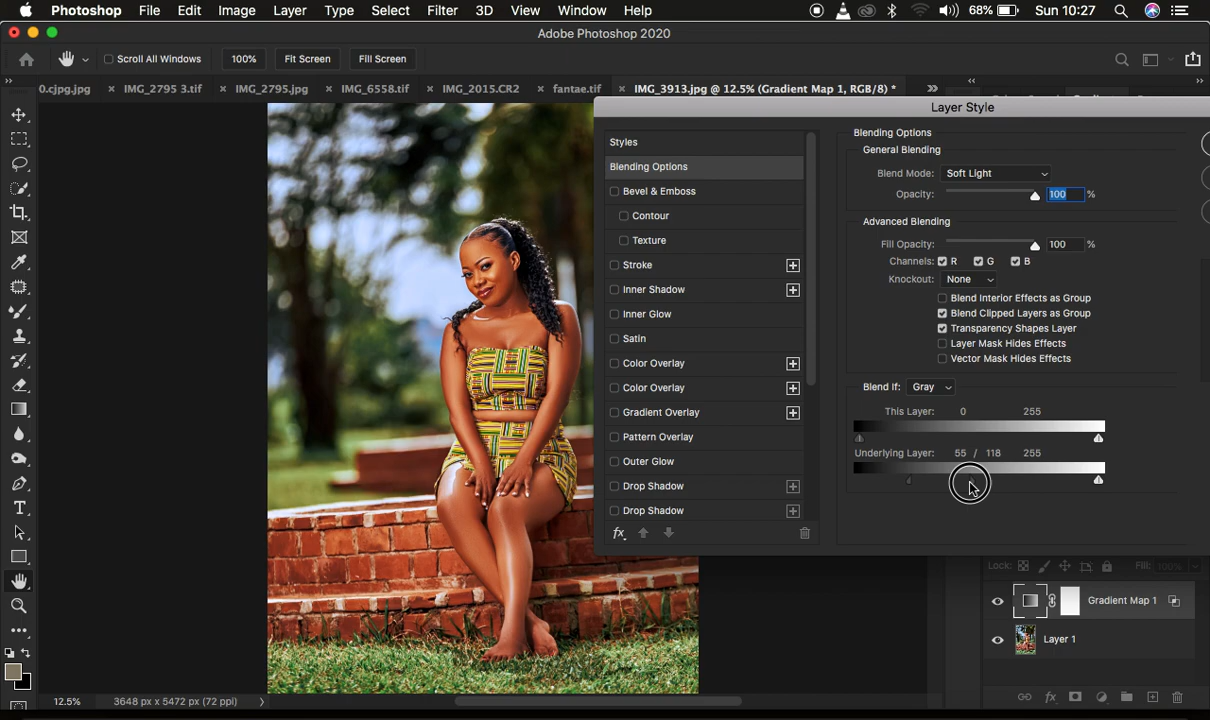 Photoshop File Edit Image Layer Type Select Filter 3D View Window Help 68% Sun 10:27
Adobe Photoshop 2020
Scroll All Windows 100% Fit Screen Fill Screen
0.cjpg.jpg × IMG_2795 3.tif × IMG_2795.jpg × IMG_6558.tif × IMG_2015.CR2 × fantae.tif × IMG_3913.jpg @ 12.5% (Gradient Map 1, RGB/8) *
Layer Style
Styles
Blending Options
Bevel & Emboss
Contour
Texture
Stroke
Inner Shadow
Inner Glow
Satin
Color Overlay
Color Overlay
Gradient Overlay
Pattern Overlay
Outer Glow
Drop Shadow
Drop Shadow
fx
Blending Options
General Blending
Blend Mode: Soft Light
Opacity: 100 %
Advanced Blending
Fill Opacity: 100 %
Channels: R G B
Knockout: None
Blend Interior Effects as Group
Blend Clipped Layers as Group
Transparency Shapes Layer
Layer Mask Hides Effects
Vector Mask Hides Effects
Blend If: Gray
This Layer: 0 255
Underlying Layer: 55 / 118 255
Lock: Fill: 100%
Gradient Map 1
Layer 1
fx
12.5% 3648 px x 5472 px (72 ppi)